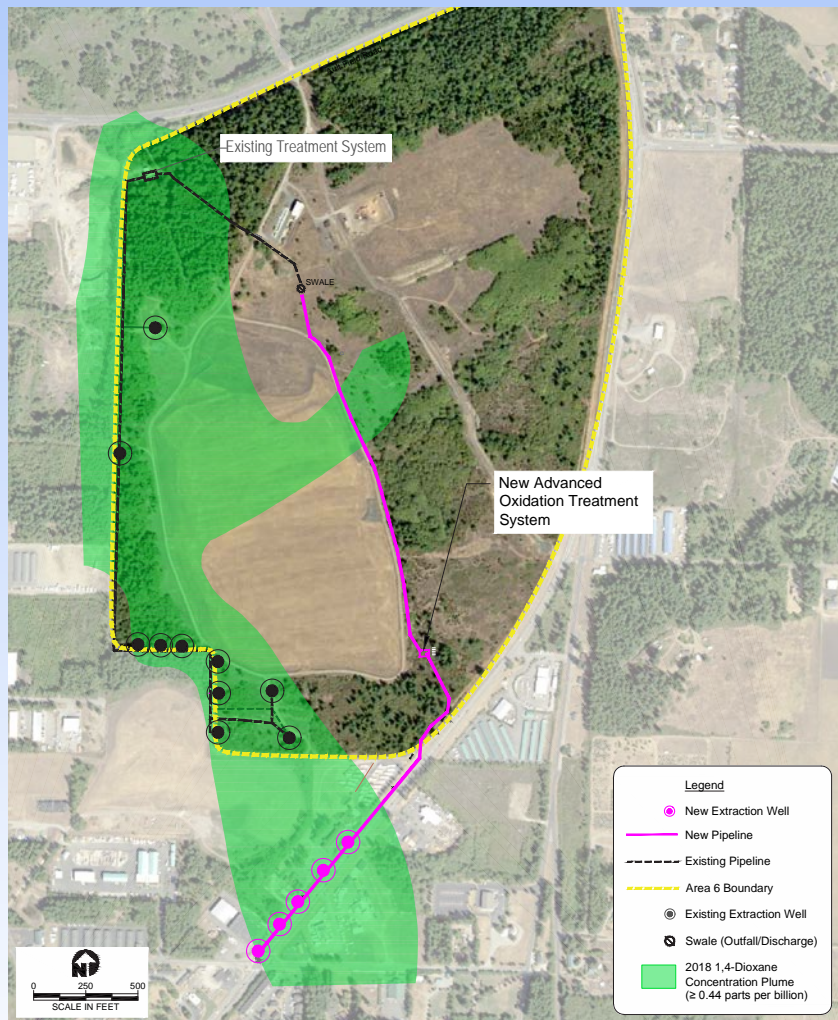 Existing Treatment System
SWALE
New Advanced
Oxidation Treatment
System
Legend
New Extraction Well
New Pipeline
Existing Pipeline
Area 6 Boundary
Existing Extraction Well
Swale (Outfall/Discharge)
2018 1,4-Dioxane
Concentration Plume
(≥ 0.44 parts per billion)
N
0 250 500
SCALE IN FEET